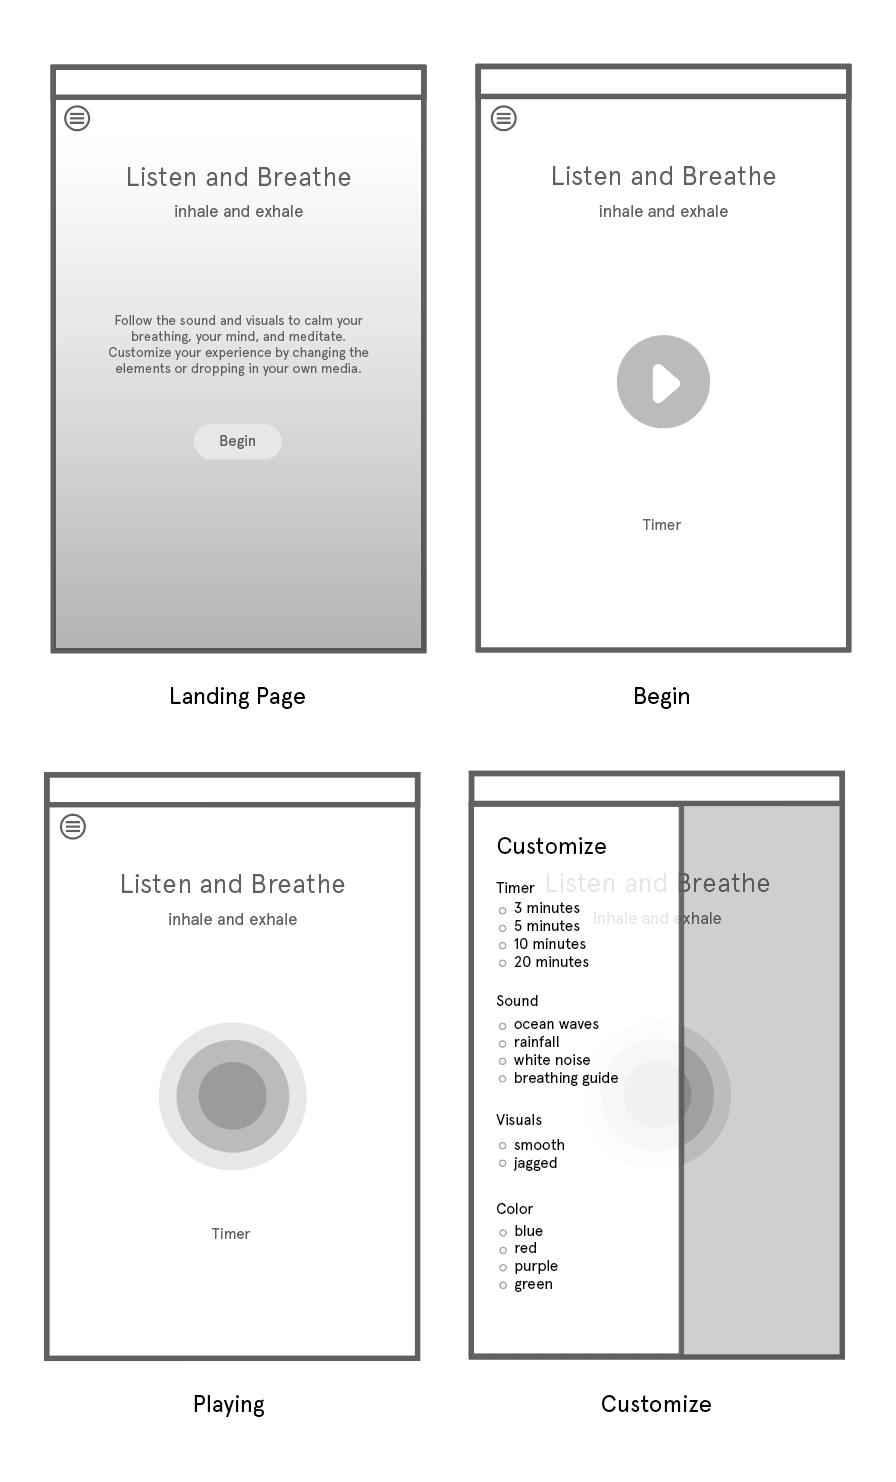 Listen and Breathe
inhale and exhale
Follow the sound and visuals to calm your
breathing, your mind, and meditate.
Customize your experience by changing the
elements or dropping in your own media.
Begin
Landing Page
Listen and Breathe
inhale and exhale
Timer
Begin
Listen and Breathe
inhale and exhale
Timer
Playing
Customize
Listen and Breathe
inhale and exhale
Timer
3 minutes
5 minutes
10 minutes
20 minutes
Sound
ocean waves
rainfall
white noise
breathing guide
Visuals
smooth
jagged
Color
blue
red
purple
green
Customize